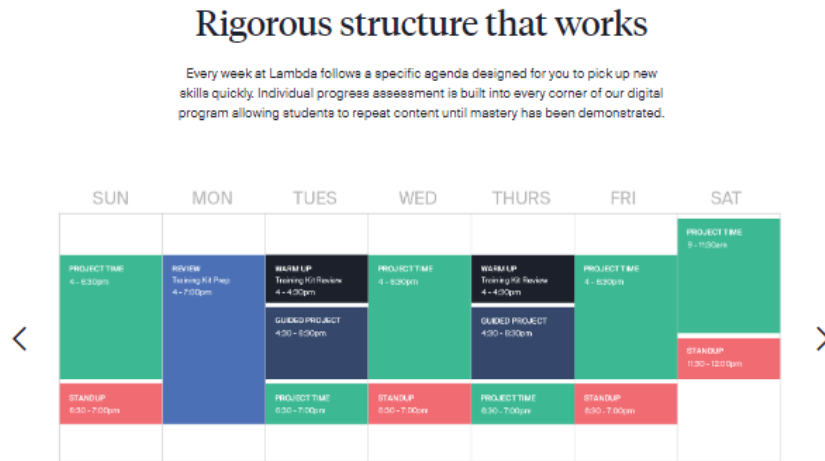 Rigorous structure that works
Every week at Lambda follows a specific agenda designed for you to pick up new
skills quickly. Individual progress assessment is built into every corner of our digital
program allowing students to repeat content until mastery has been demonstrated.
SUN MON TUES WED THURS FRI SAT
PROJECT TIME
9 - 11:30am
PROJECT TIME
4 - 6:30pm
REVIEW
Training Kit Prep
4 - 7:00pm
WARM UP
Training Kit Review
4 - 4:30pm
PROJECT TIME
4 - 6:30pm
WARM UP
Training Kit Review
4 - 4:30pm
PROJECT TIME
4 - 6:30pm
GUIDED PROJECT
4:30 - 6:30pm
GUIDED PROJECT
4:30 - 6:30pm
STANDUP
11:30 - 12:00pm
STANDUP
6:30 - 7:00pm
PROJECT TIME
6:30 - 7:00pm
STANDUP
6:30 - 7:00pm
PROJECT TIME
6:30 - 7:00pm
STANDUP
6:30 - 7:00pm